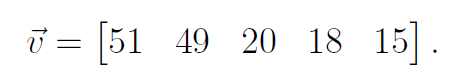 v⃗ = [51 49 20 18 15].